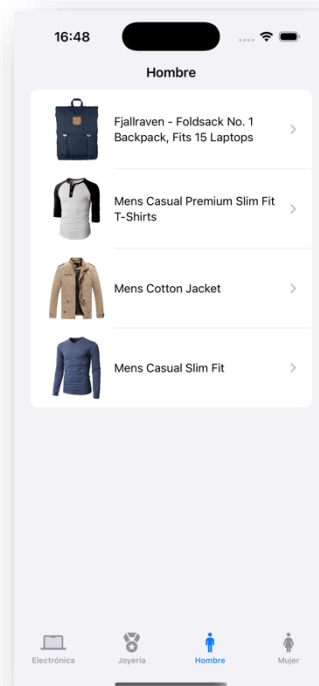 16:48
Hombre
Fjallraven - Foldsack No. 1
Backpack, Fits 15 Laptops
Mens Casual Premium Slim Fit
T-Shirts
Mens Cotton Jacket
Mens Casual Slim Fit
Electrónica
Joyería
Hombre
Mujer